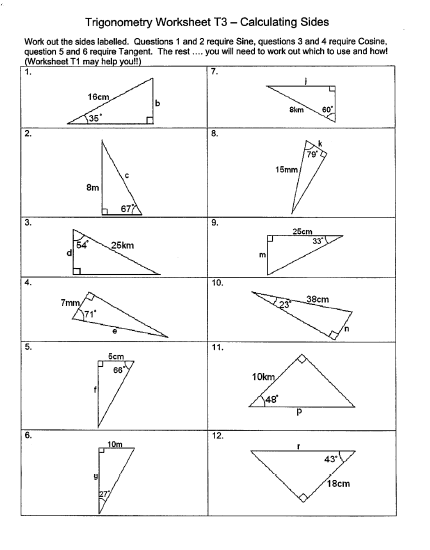 Trigonometry Worksheet T3 – Calculating Sides
Work out the sides labelled. Questions 1 and 2 require Sine, questions 3 and 4 require Cosine,
question 5 and 6 require Tangent. The rest .... you will need to work out which to use and how!
(Worksheet T1 may help you!!)
1.
16cm
b
35°
2.
8m
c
67°
3.
54°
d
25km
4.
7mm
71°
e
5.
5cm
66°
f
6.
10m
g
27°
7.
j
8km
60°
8.
k
79°
15mm
9.
25cm
33°
m
10.
38cm
23°
n
11.
10km
48°
p
12.
r
43°
18cm